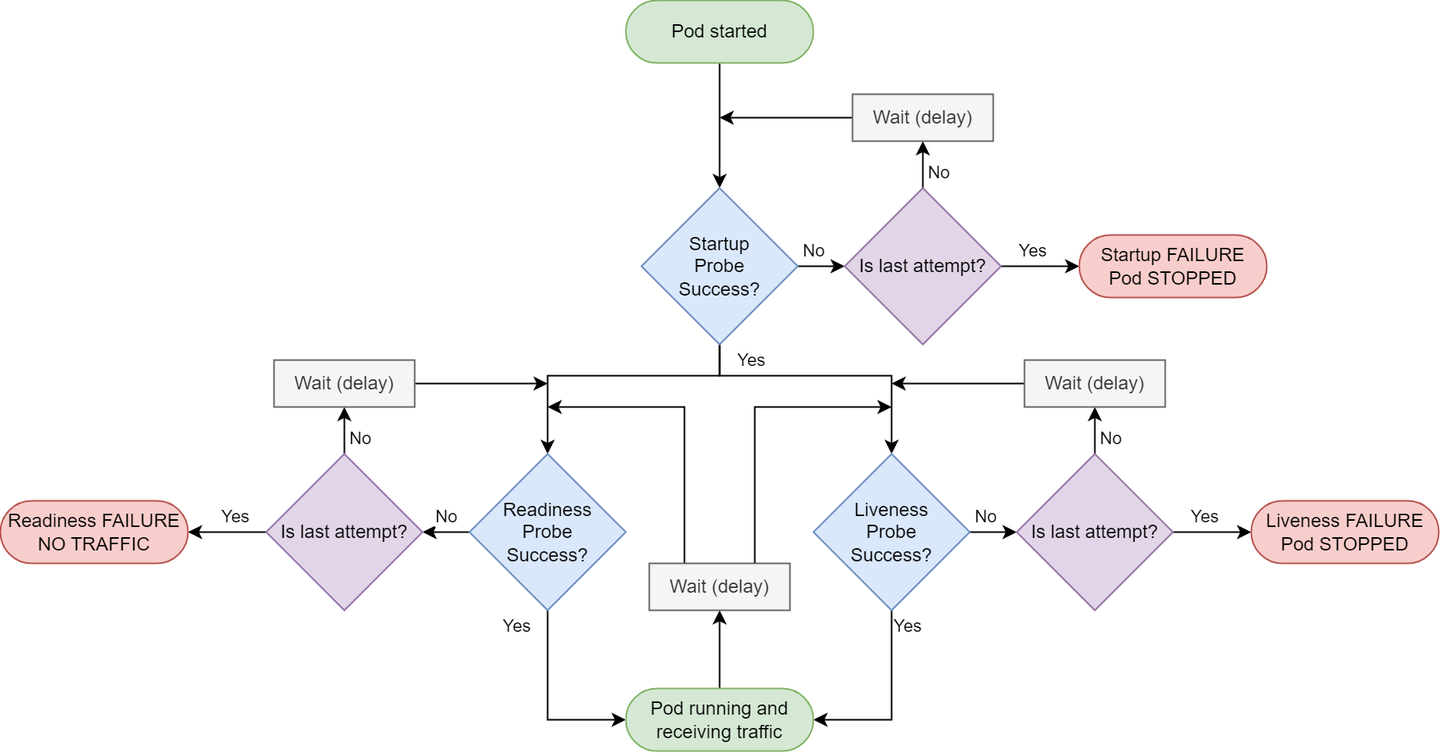 Pod started
Wait (delay)
No
Startup
Probe
Success?
No
Is last attempt?
Yes
Startup FAILURE
Pod STOPPED
Yes
Wait (delay)
Wait (delay)
No
No
Readiness FAILURE
NO TRAFFIC
Yes
Is last attempt?
No
Readiness
Probe
Success?
Liveness
Probe
Success?
No
Is last attempt?
Yes
Liveness FAILURE
Pod STOPPED
Wait (delay)
Yes
Yes
Pod running and
receiving traffic